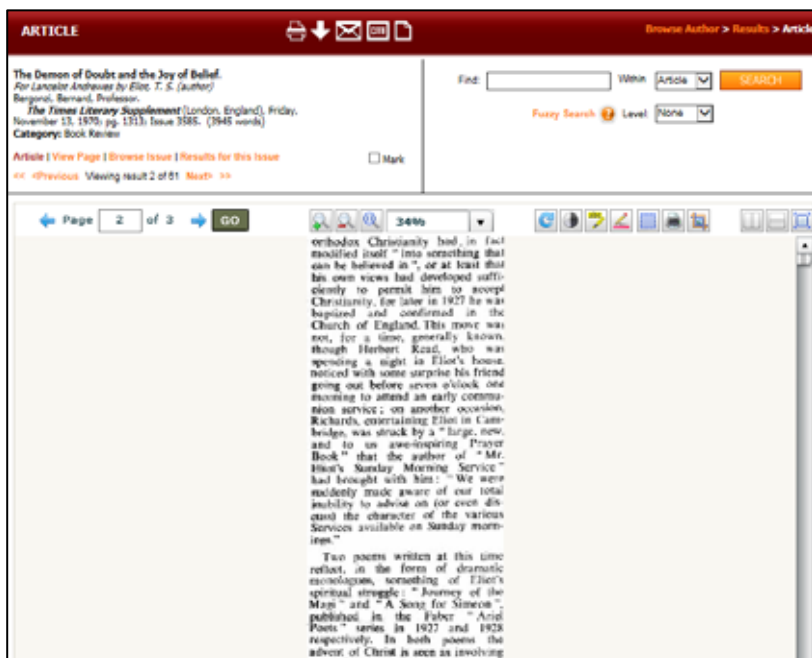 ARTICLE
Browse Author > Results > Article
The Demon of Doubt and the Joy of Belief.
For Lancelot Andrewes by Eliot, T. S. (author)
Bergonzi, Bernard, Professor.
The Times Literary Supplement (London, England), Friday,
November 13, 1970; pg. 1313; Issue 3585. (3945 words)
Category: Book Review
Article | View Page | Browse Issue | Results for this Issue
Mark
<< <Previous Viewing result 2 of 81 Next> >>
Find: Within Article SEARCH
Fuzzy Search ? Level: None
Page 2 of 3 GO
34%
orthodox Christianity had, in fact
modified itself "into something that
can be believed in", or at least that
his own views had developed suffi-
ciently to permit him to accept
Christianity, for later in 1927 he was
baptized and confirmed in the
Church of England. This move was
not, for a time, generally known,
though Herbert Read, who was
spending a night in Eliot's house,
noticed with some surprise his friend
going out before seven o'clock one
morning to attend an early commu-
nion service; on another occasion,
Richards, entertaining Eliot in Cam-
bridge, was struck by a "large, new,
and to us awe-inspiring Prayer
Book" that the author of "Mr.
Eliot's Sunday Morning Service"
had brought with him: "We were
suddenly made aware of our total
inability to advise on (or even dis-
cuss) the character of the various
Services available on Sunday morn-
ings."
Two poems written at this time
reflect, in the form of dramatic
monologues, something of Eliot's
spiritual struggle: "Journey of the
Magi" and "A Song for Simeon",
published in the Faber "Ariel
Poets" series in 1927 and 1928
respectively. In both poems the
advent of Christ is seen as involving